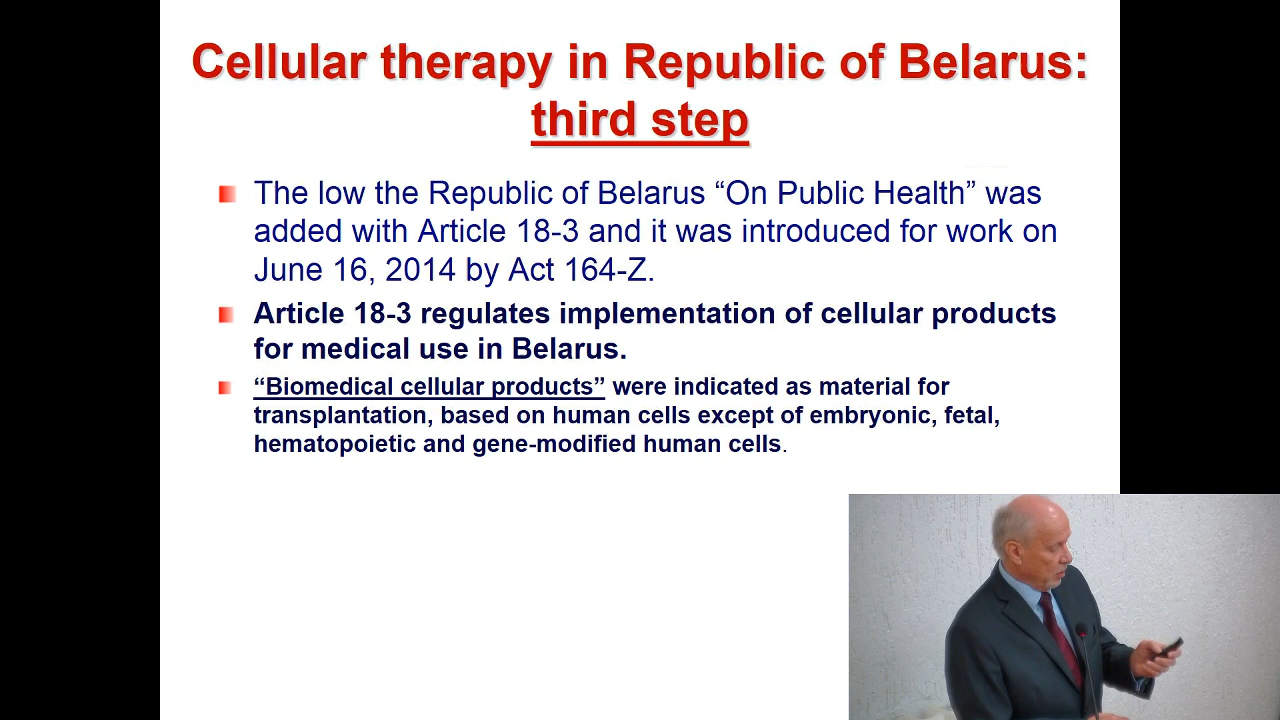 Cellular therapy in Republic of Belarus:
third step
The low the Republic of Belarus “On Public Health” was
added with Article 18-3 and it was introduced for work on
June 16, 2014 by Act 164-Z.
Article 18-3 regulates implementation of cellular products
for medical use in Belarus.
“Biomedical cellular products” were indicated as material for
transplantation, based on human cells except of embryonic, fetal,
hematopoietic and gene-modified human cells.